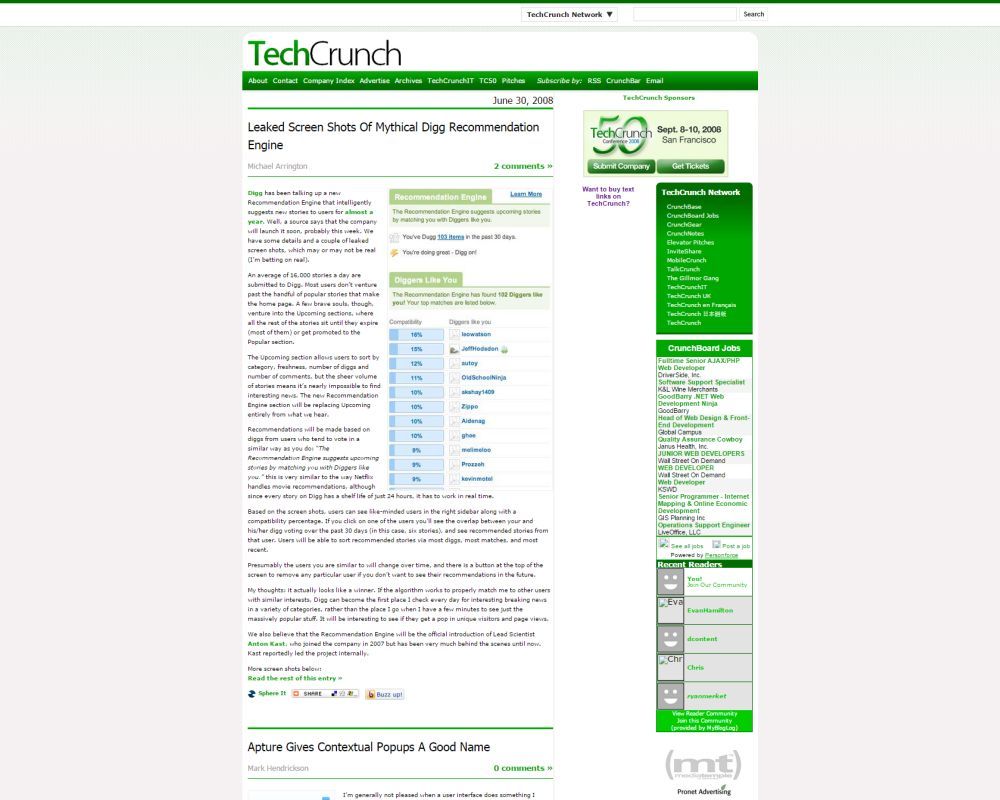 TechCrunch Network ▼
Search
TechCrunch
About Contact Company Index Advertise Archives TechCrunchIT TC50 Pitches Subscribe by: RSS CrunchBar Email
June 30, 2008
Leaked Screen Shots Of Mythical Digg Recommendation
Engine
Michael Arrington
2 comments »
Digg has been talking up a new
Recommendation Engine that intelligently
suggests new stories to users for almost a
year. Well, a source says that the company
will launch it soon, probably this week. We
have some details and a couple of leaked
screen shots, which may or may not be real
(I'm betting on real).
An average of 16,000 stories a day are
submitted to Digg. Most users don't venture
past the handful of popular stories that make
the home page. A few brave souls, though,
venture into the Upcoming sections, where
all the rest of the stories sit until they expire
(most of them) or get promoted to the
Popular section.
The Upcoming section allows users to sort by
category, freshness, number of diggs and
number of comments, but the sheer volume
of stories means it's nearly impossible to find
interesting news. The new Recommendation
Engine section will be replacing Upcoming
entirely from what we hear.
Recommendations will be made based on
diggs from users who tend to vote in a
similar way as you do: "The
Recommendation Engine suggests upcoming
stories by matching you with Diggers like
you." this is very similar to the way Netflix
handles movie recommendations, although
since every story on Digg has a shelf life of just 24 hours, it has to work in real time.
Recommendation Engine
Learn More
The Recommendation Engine suggests upcoming stories
by matching you with Diggers like you.
You've Dugg 103 items in the past 30 days.
You're doing great - Digg on!
Diggers Like You
The Recommendation Engine has found 102 Diggers like
you! Your top matches are listed below.
Compatibility Diggers like you
16% leowatson
15% JeffHodsdon
12% autoy
11% OldSchoolNinja
10% akshay1409
10% Zippo
10% Aidenag
10% ghoe
9% melimeloo
9% Prozzeh
9% kevinmotel
Based on the screen shots, users can see like-minded users in the right sidebar along with a
compatibility percentage. If you click on one of the users you'll see the overlap between your and
his/her digg voting over the past 30 days (in this case, six stories), and see recommended stories from
that user. Users will be able to sort recommended stories via most diggs, most matches, and most
recent.
Presumably the users you are similar to will change over time, and there is a button at the top of the
screen to remove any particular user if you don't want to see their recommendations in the future.
My thoughts: it actually looks like a winner. If the algorithm works to properly match me to other users
with similar interests, Digg can become the first place I check every day for interesting breaking news
in a variety of categories, rather than the place I go when I have a few minutes to see just the
massively popular stuff. It will be interesting to see if they get a pop in unique visitors and page views.
We also believe that the Recommendation Engine will be the official introduction of Lead Scientist
Anton Kast, who joined the company in 2007 but has been very much behind the scenes until now.
Kast reportedly led the project internally.
More screen shots below:
Read the rest of this entry »
Sphere It SHARE Buzz up!
Apture Gives Contextual Popups A Good Name
Mark Hendrickson
0 comments »
I'm generally not pleased when a user interface does something I
TechCrunch Sponsors
TechCrunch
50
Conference 2008
Sept. 8-10, 2008
San Francisco
Submit Company
Get Tickets
Want to buy text
links on
TechCrunch?
TechCrunch Network
CrunchBase
CrunchBoard Jobs
CrunchGear
CrunchNotes
Elevator Pitches
InviteShare
MobileCrunch
TalkCrunch
The Gillmor Gang
TechCrunchIT
TechCrunch UK
TechCrunch en Français
TechCrunch 日本語版
TechCrunch
CrunchBoard Jobs
Fulltime Senior AJAX/PHP
Web Developer
DriverSide, Inc.
Software Support Specialist
K&L Wine Merchants
GoodBarry .NET Web
Development Ninja
GoodBarry
Head of Web Design & Front-
End Development
Global Campus
Quality Assurance Cowboy
Janus Health, Inc.
JUNIOR WEB DEVELOPERS
Wall Street On Demand
WEB DEVELOPER
Wall Street On Demand
Web Developer
KSWD
Senior Programmer - Internet
Mapping & Online Economic
Development
GIS Planning Inc
Operations Support Engineer
LiveOffice, LLC
See all jobs Post a job
Powered by Personforce
Recent Readers
You!
Join Our Community
Eva
EvanHamilton
dcontent
Chr
Chris
ryanmerket
View Reader Community
Join this Community
(provided by MyBlogLog)
(mt)
mediatemple
Pronet Advertising